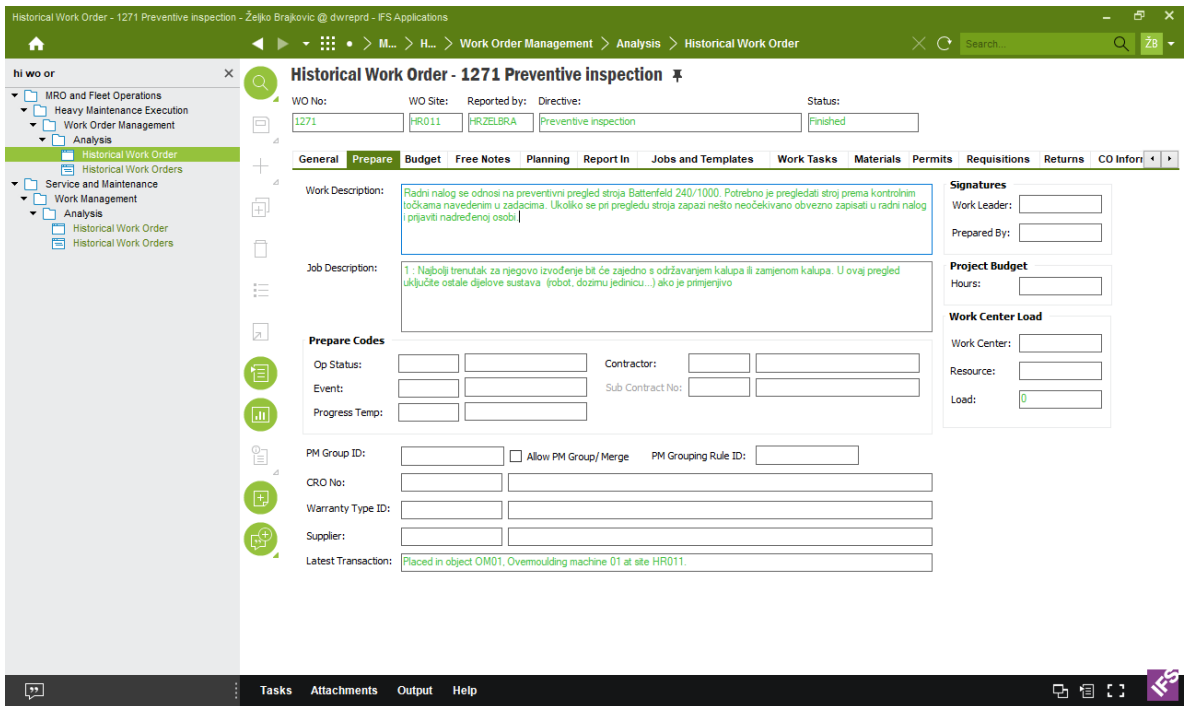 Historical Work Order - 1271 Preventive inspection - Željko Brajkovic @ dwreprd - IFS Applications
M... > H... > Work Order Management > Analysis > Historical Work Order
Search...
ŽB
hi wo or
MRO and Fleet Operations
Heavy Maintenance Execution
Work Order Management
Analysis
Historical Work Order
Historical Work Orders
Service and Maintenance
Work Management
Analysis
Historical Work Order
Historical Work Orders
Historical Work Order - 1271 Preventive inspection
WO No: WO Site: Reported by: Directive: Status:
1271 HR011 HRZELBRA Preventive inspection Finished
General Prepare Budget Free Notes Planning Report In Jobs and Templates Work Tasks Materials Permits Requisitions Returns CO Inforr
Work Description:
Radni nalog se odnosi na preventivni pregled stroja Battenfeld 240/1000. Potrebno je pregledati stroj prema kontrolnim
točkama navedenim u zadacima. Ukoliko se pri pregledu stroja zapazi nešto neočekivano obvezno zapisati u radni nalog
i prijaviti nadređenoj osobi.
Job Description:
1 : Najbolji trenutak za njegovo izvođenje bit će zajedno s održavanjem kalupa ili zamjenom kalupa. U ovaj pregled
uključite ostale dijelove sustava (robot, dozirnu jedinicu...) ako je primjenjivo
Prepare Codes
Op Status: Contractor:
Event: Sub Contract No:
Progress Temp:
PM Group ID: Allow PM Group/ Merge PM Grouping Rule ID:
CRO No:
Warranty Type ID:
Supplier:
Latest Transaction: Placed in object OM01, Overmoulding machine 01 at site HR011.
Signatures
Work Leader:
Prepared By:
Project Budget
Hours:
Work Center Load
Work Center:
Resource:
Load: 0
Tasks Attachments Output Help
IFS